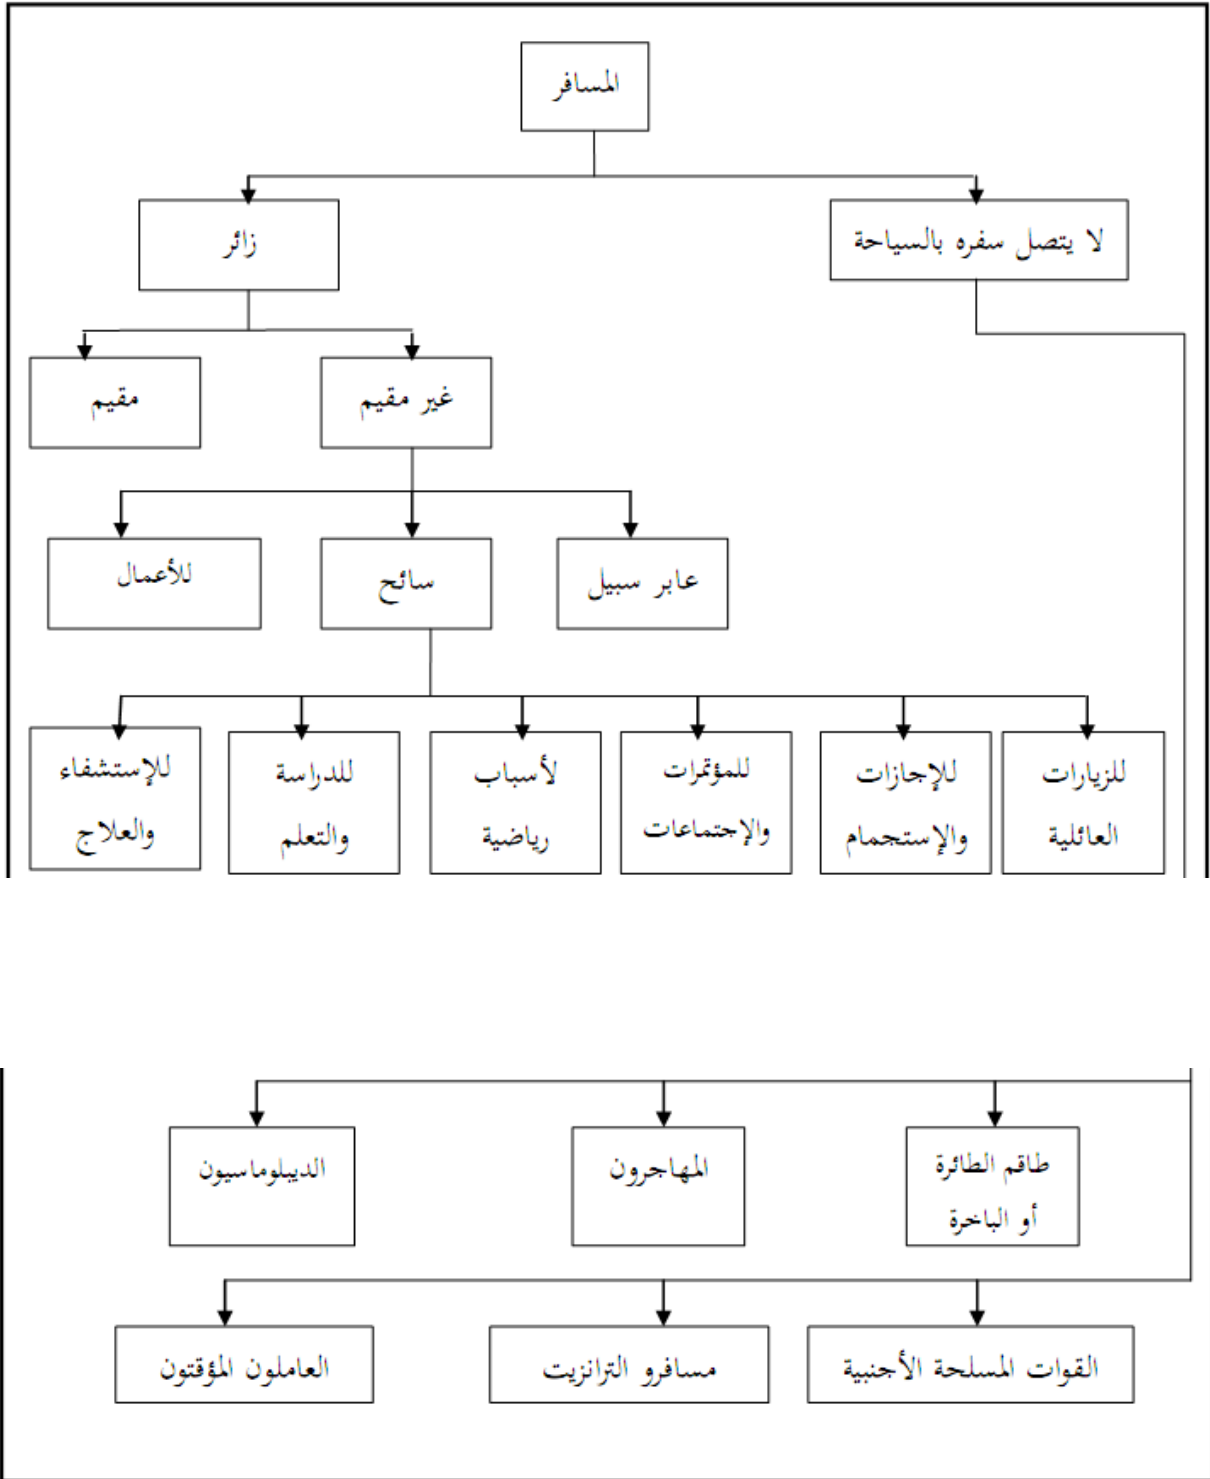 المسافر
لا يتصل سفره بالسياحة
زائر
غير مقيم
مقيم
عابر سبيل
سائح
للأعمال
للزيارات
العائلية
للإجازات
والإستجمام
للمؤتمرات
والإجتماعات
لأسباب
رياضية
للدراسة
والتعلم
للإستشفاء
والعلاج
طاقم الطائرة
أو الباخرة
المهاجرون
الديبلوماسيون
القوات المسلحة الأجنبية
مسافرو الترانزيت
العاملون المؤقتون